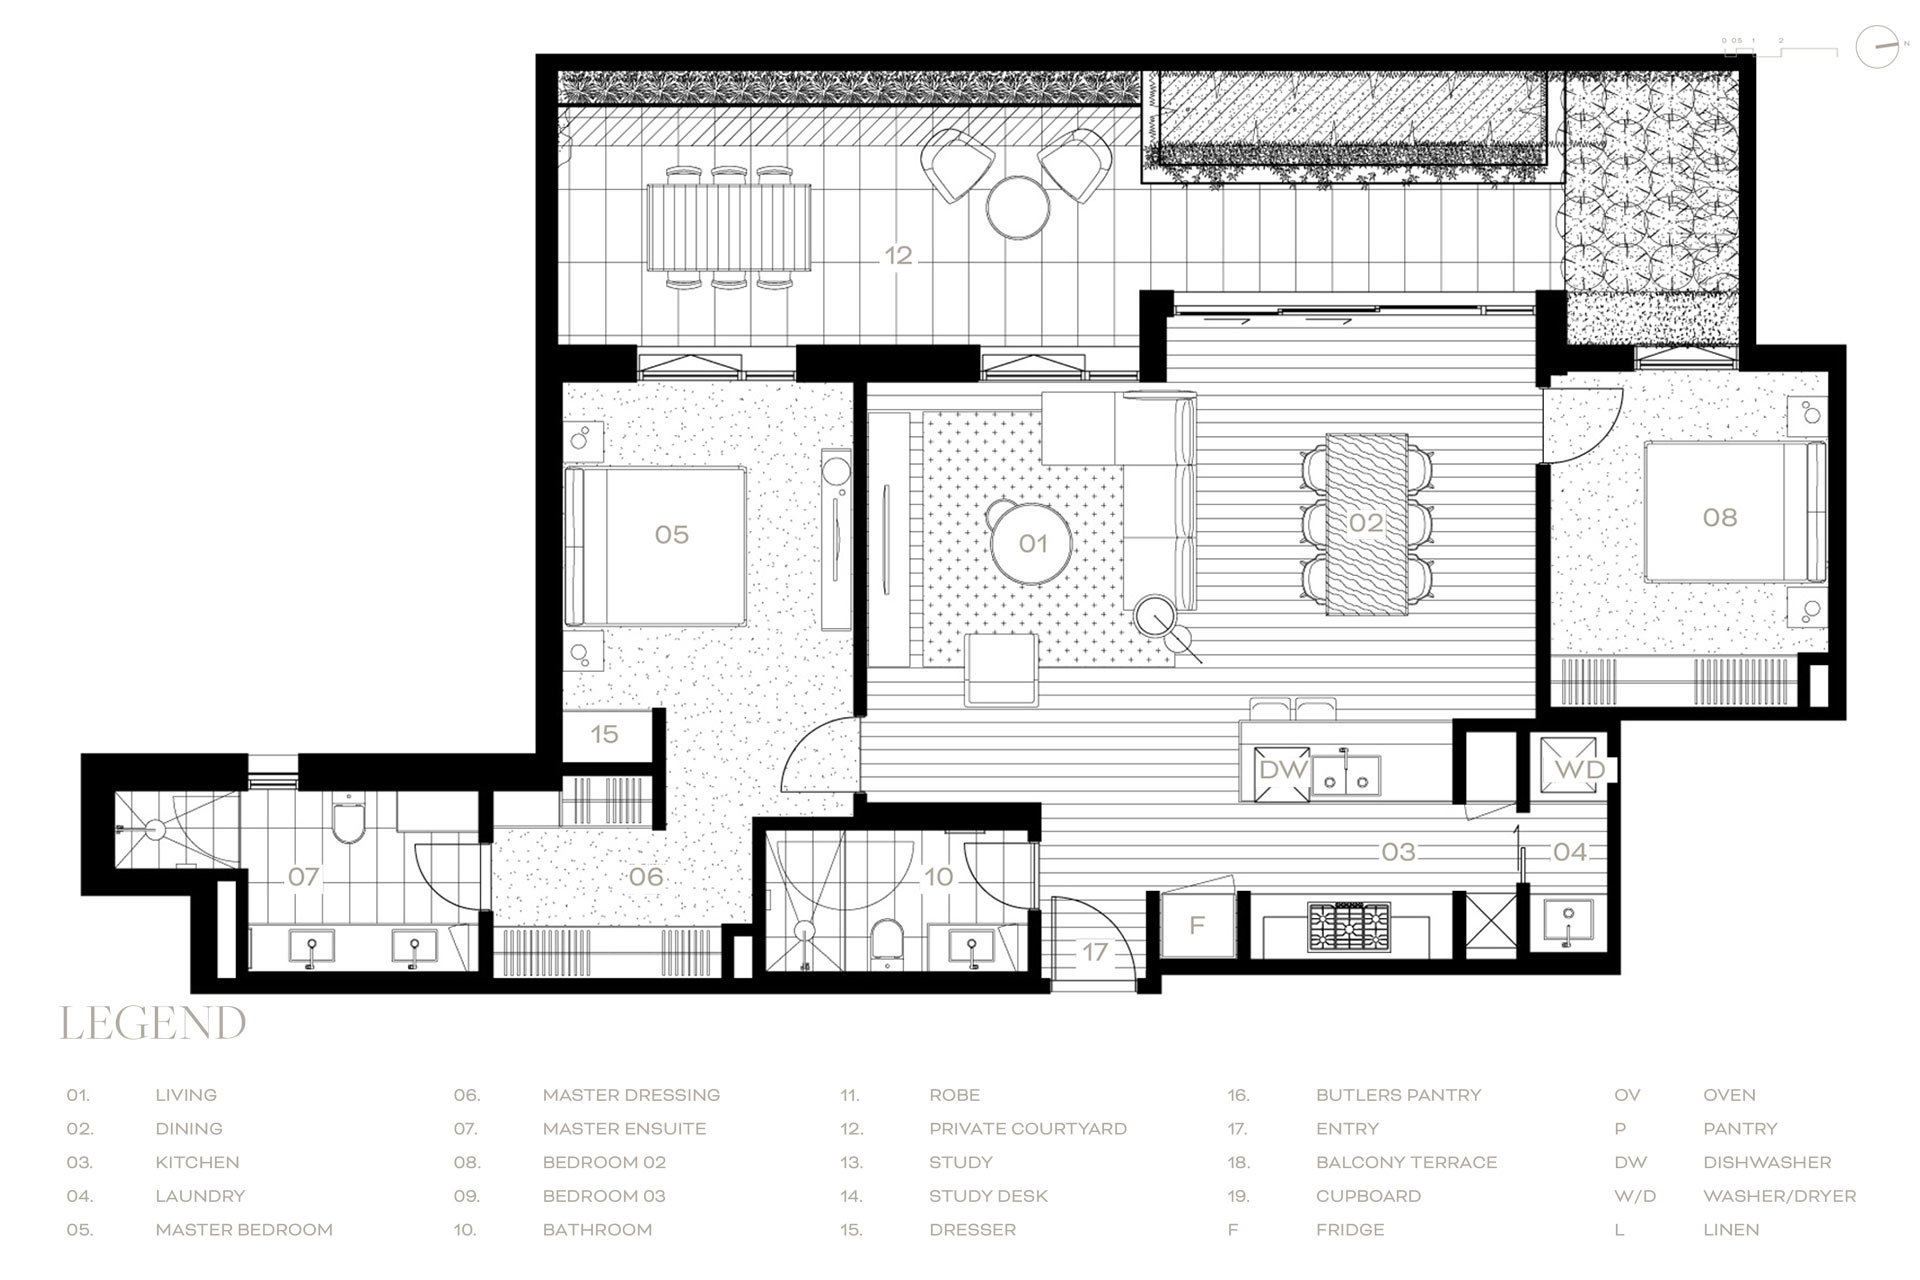 0 0.5 1 2
N
12
05
01
02
08
15
DW
WD
07
06
10
03
04
17
F
LEGEND
01. LIVING
02. DINING
03. KITCHEN
04. LAUNDRY
05. MASTER BEDROOM
06. MASTER DRESSING
07. MASTER ENSUITE
08. BEDROOM 02
09. BEDROOM 03
10. BATHROOM
11. ROBE
12. PRIVATE COURTYARD
13. STUDY
14. STUDY DESK
15. DRESSER
16. BUTLERS PANTRY
17. ENTRY
18. BALCONY TERRACE
19. CUPBOARD
F FRIDGE
OV OVEN
P PANTRY
DW DISHWASHER
W/D WASHER/DRYER
L LINEN